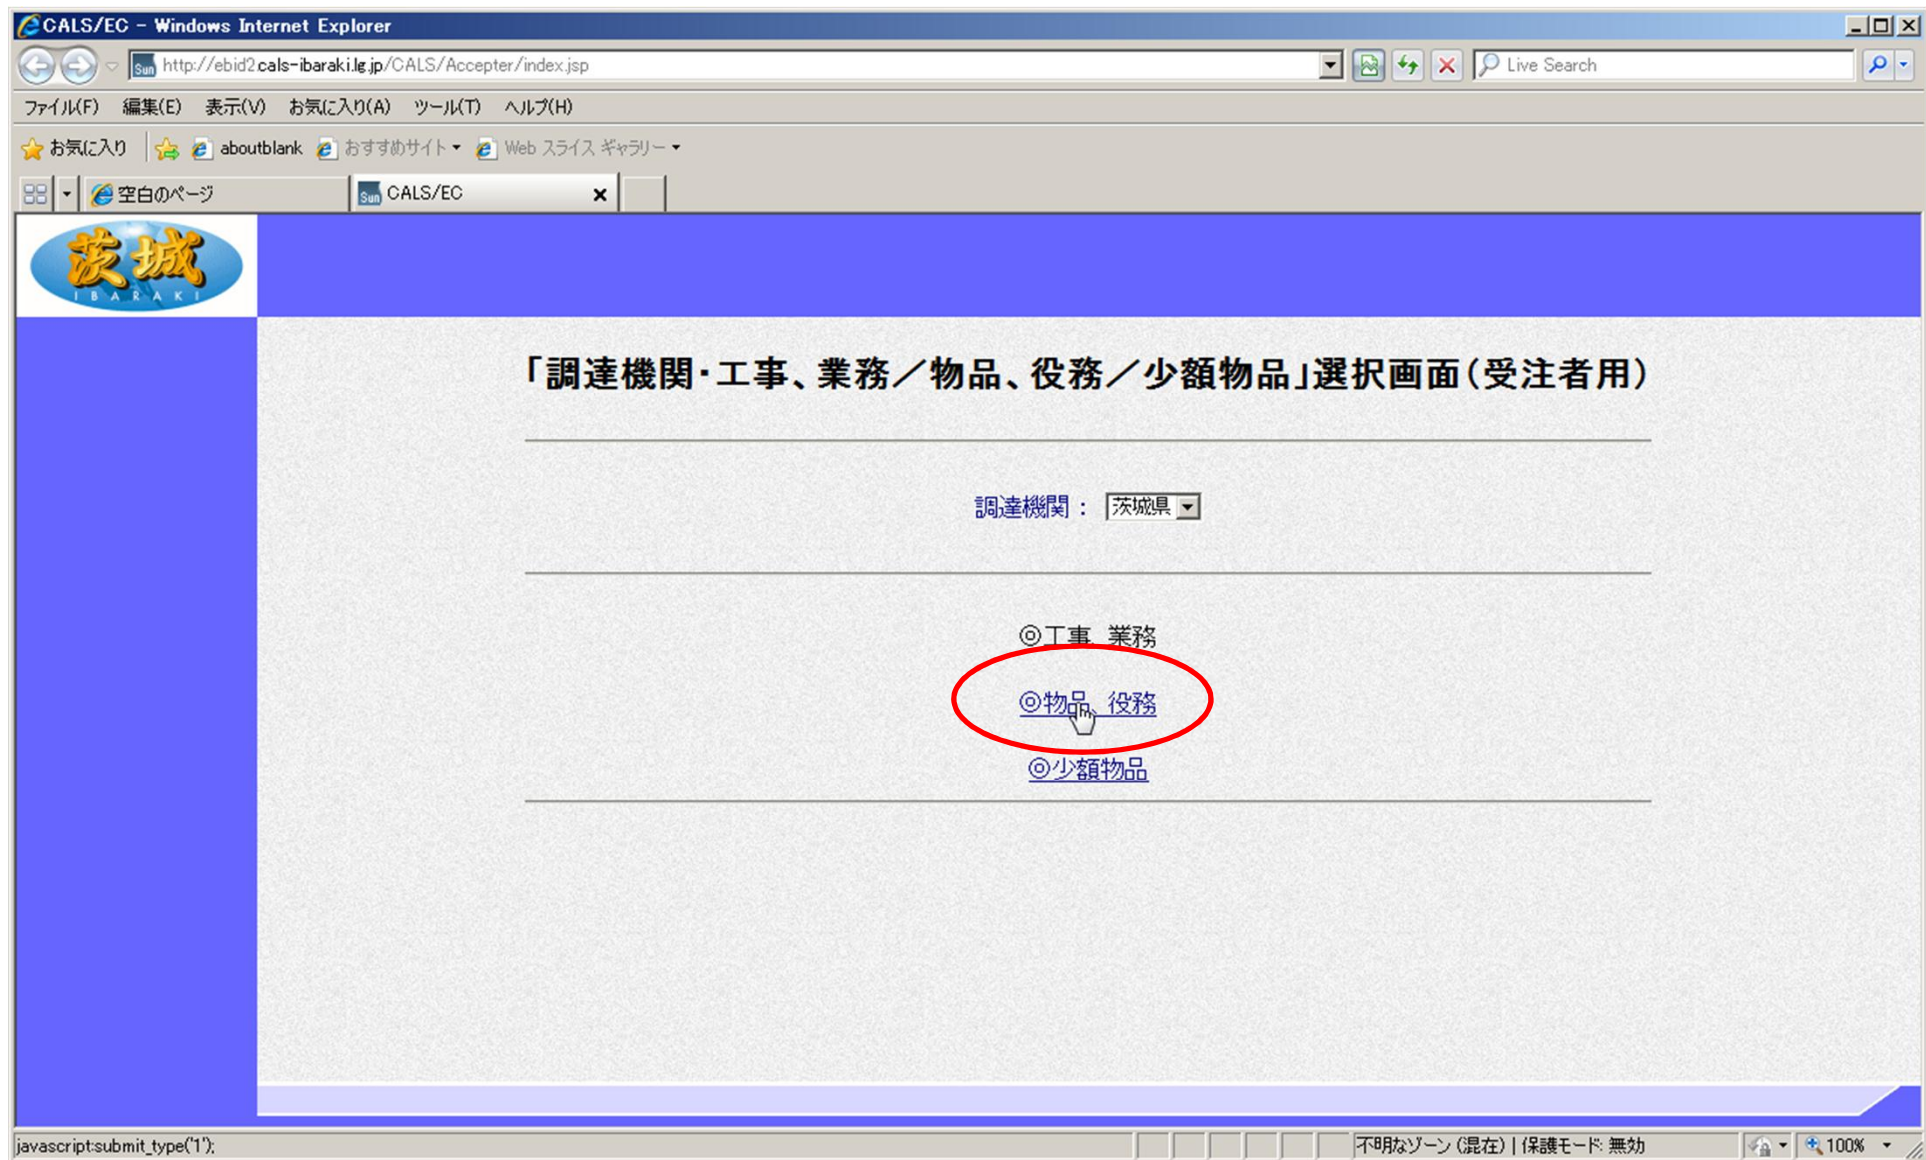 CALS/EC - Windows Internet Explorer
http://ebid2.cals-ibaraki.lg.jp/CALS/Accepter/index.jsp
Live Search
ファイル(F) 編集(E) 表示(V) お気に入り(A) ツール(T) ヘルプ(H)
お気に入り aboutblank おすすめサイト Web スライス ギャラリー
空白のページ Sun CALS/EC
茨城
IBARAKI
「調達機関・工事、業務／物品、役務／少額物品」選択画面(受注者用)
調達機関： 茨城県
◎工事、業務
◎物品、役務
◎少額物品
javascript:submit_type('1');
不明なゾーン (混在) | 保護モード: 無効
100%